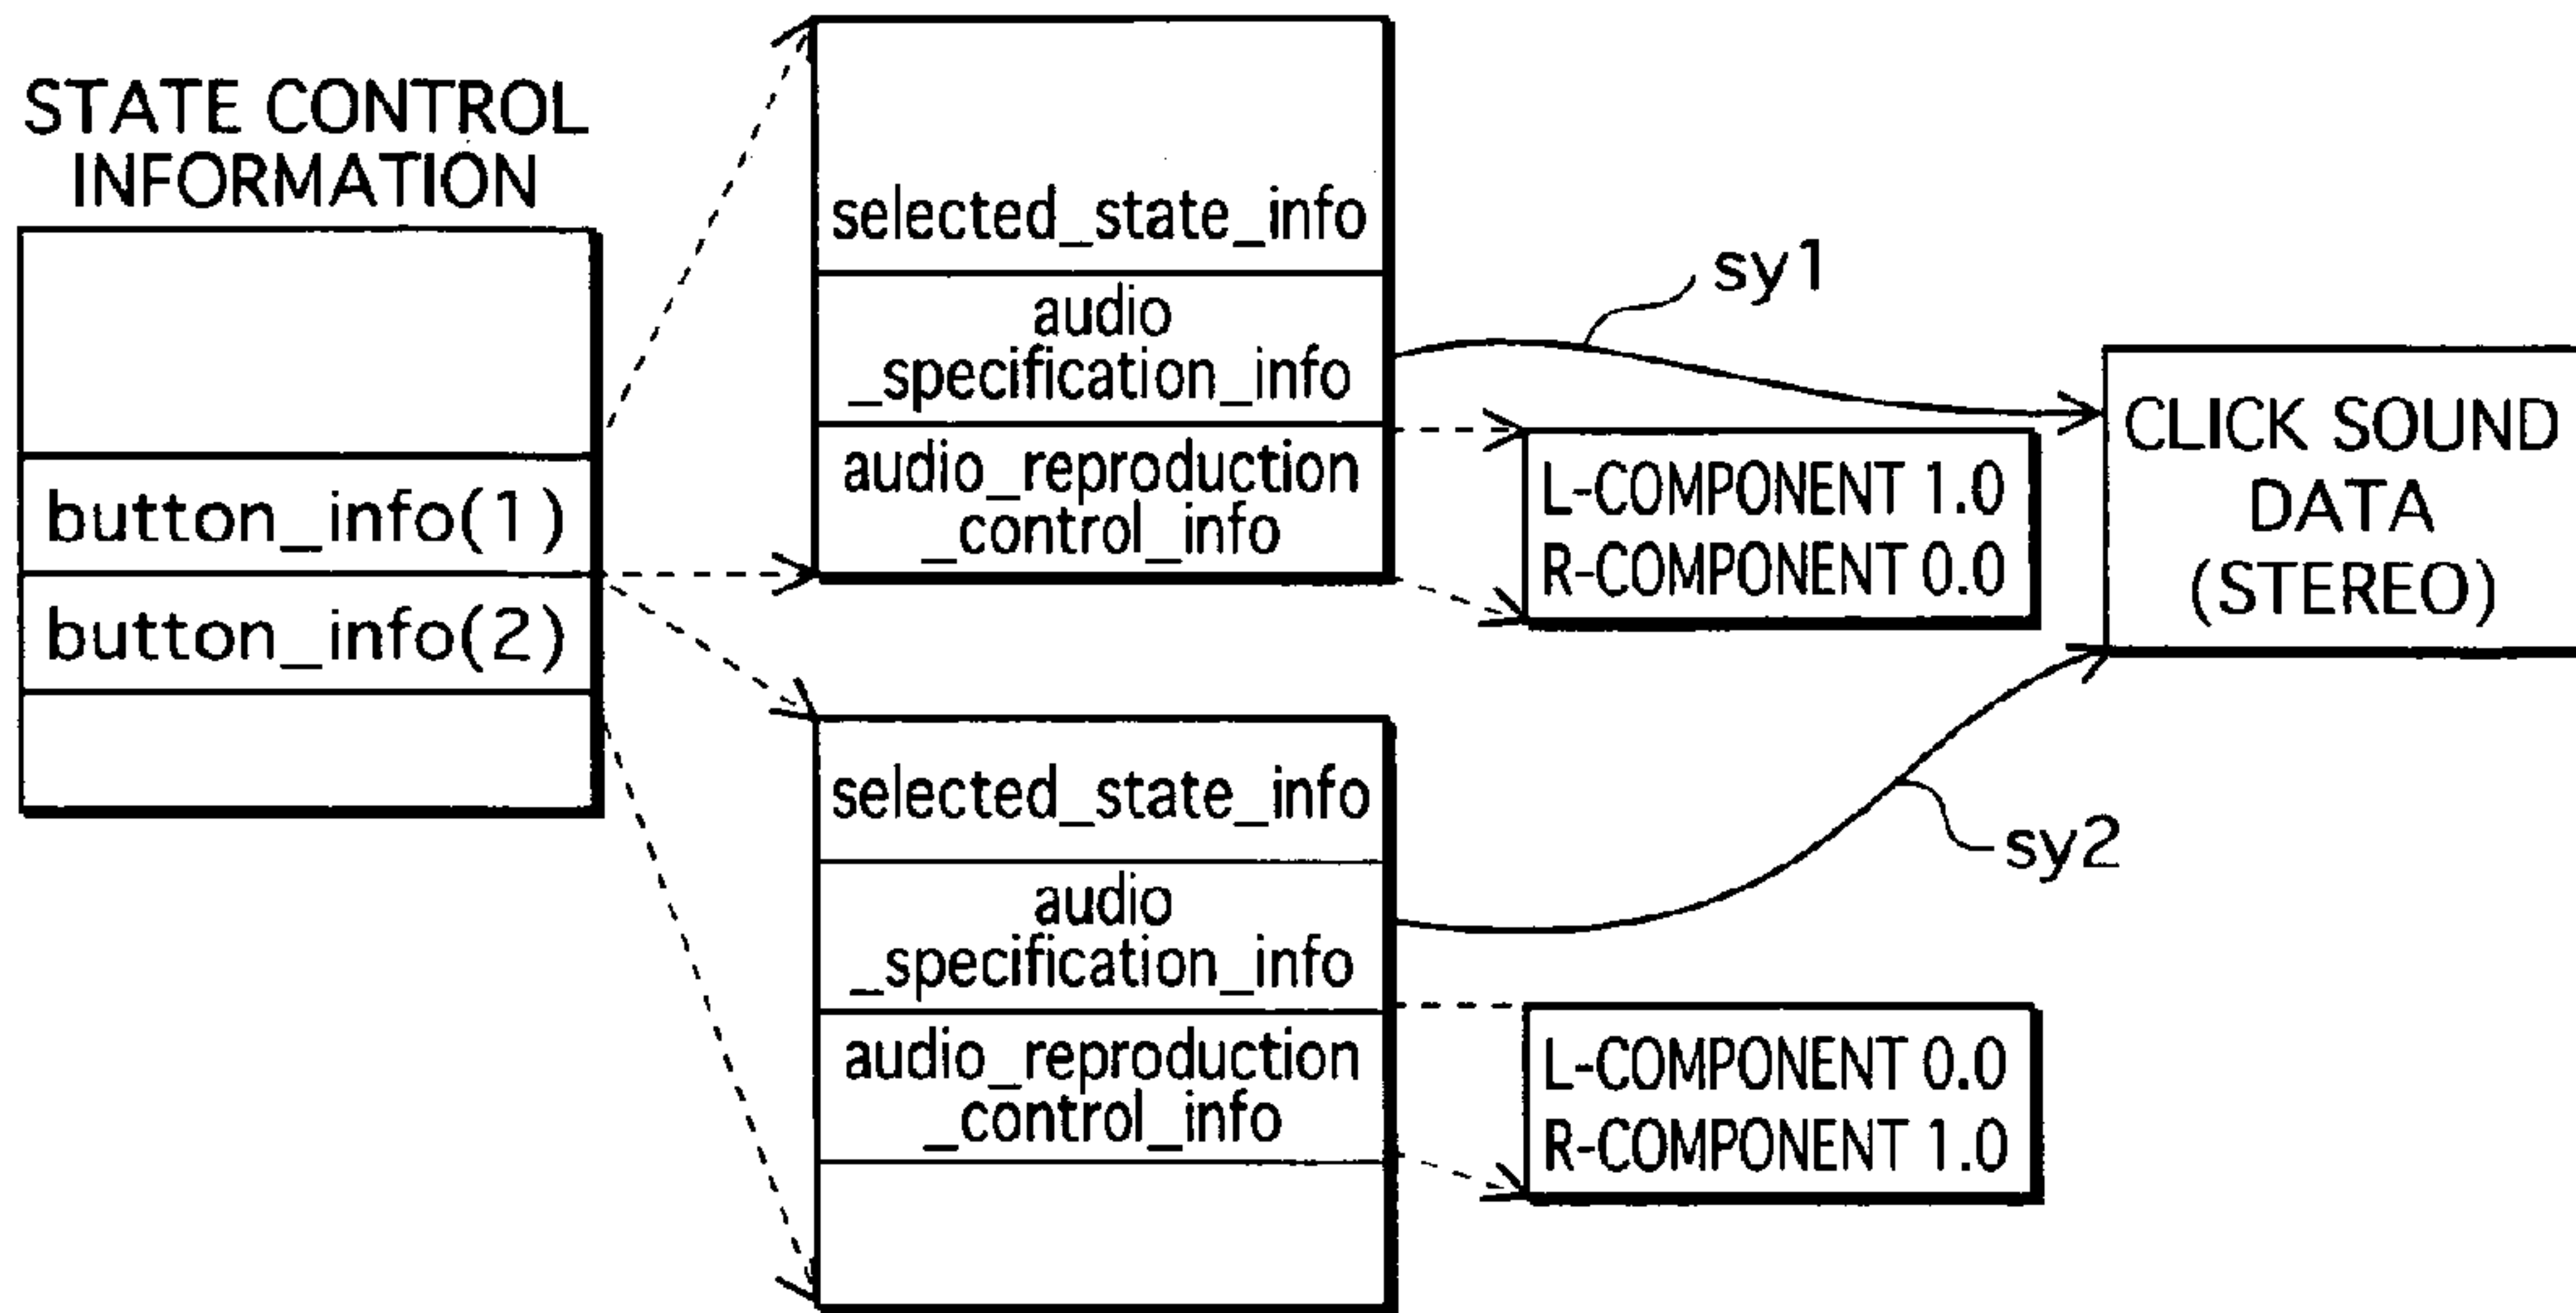 STATE CONTROL
INFORMATION
button_info(1)
button_info(2)
selected_state_info
audio
_specification_info
audio_reproduction
_control_info
L-COMPONENT 1.0
R-COMPONENT 0.0
sy1
CLICK SOUND
DATA
(STEREO)
selected_state_info
audio
_specification_info
audio_reproduction
_control_info
L-COMPONENT 0.0
R-COMPONENT 1.0
sy2